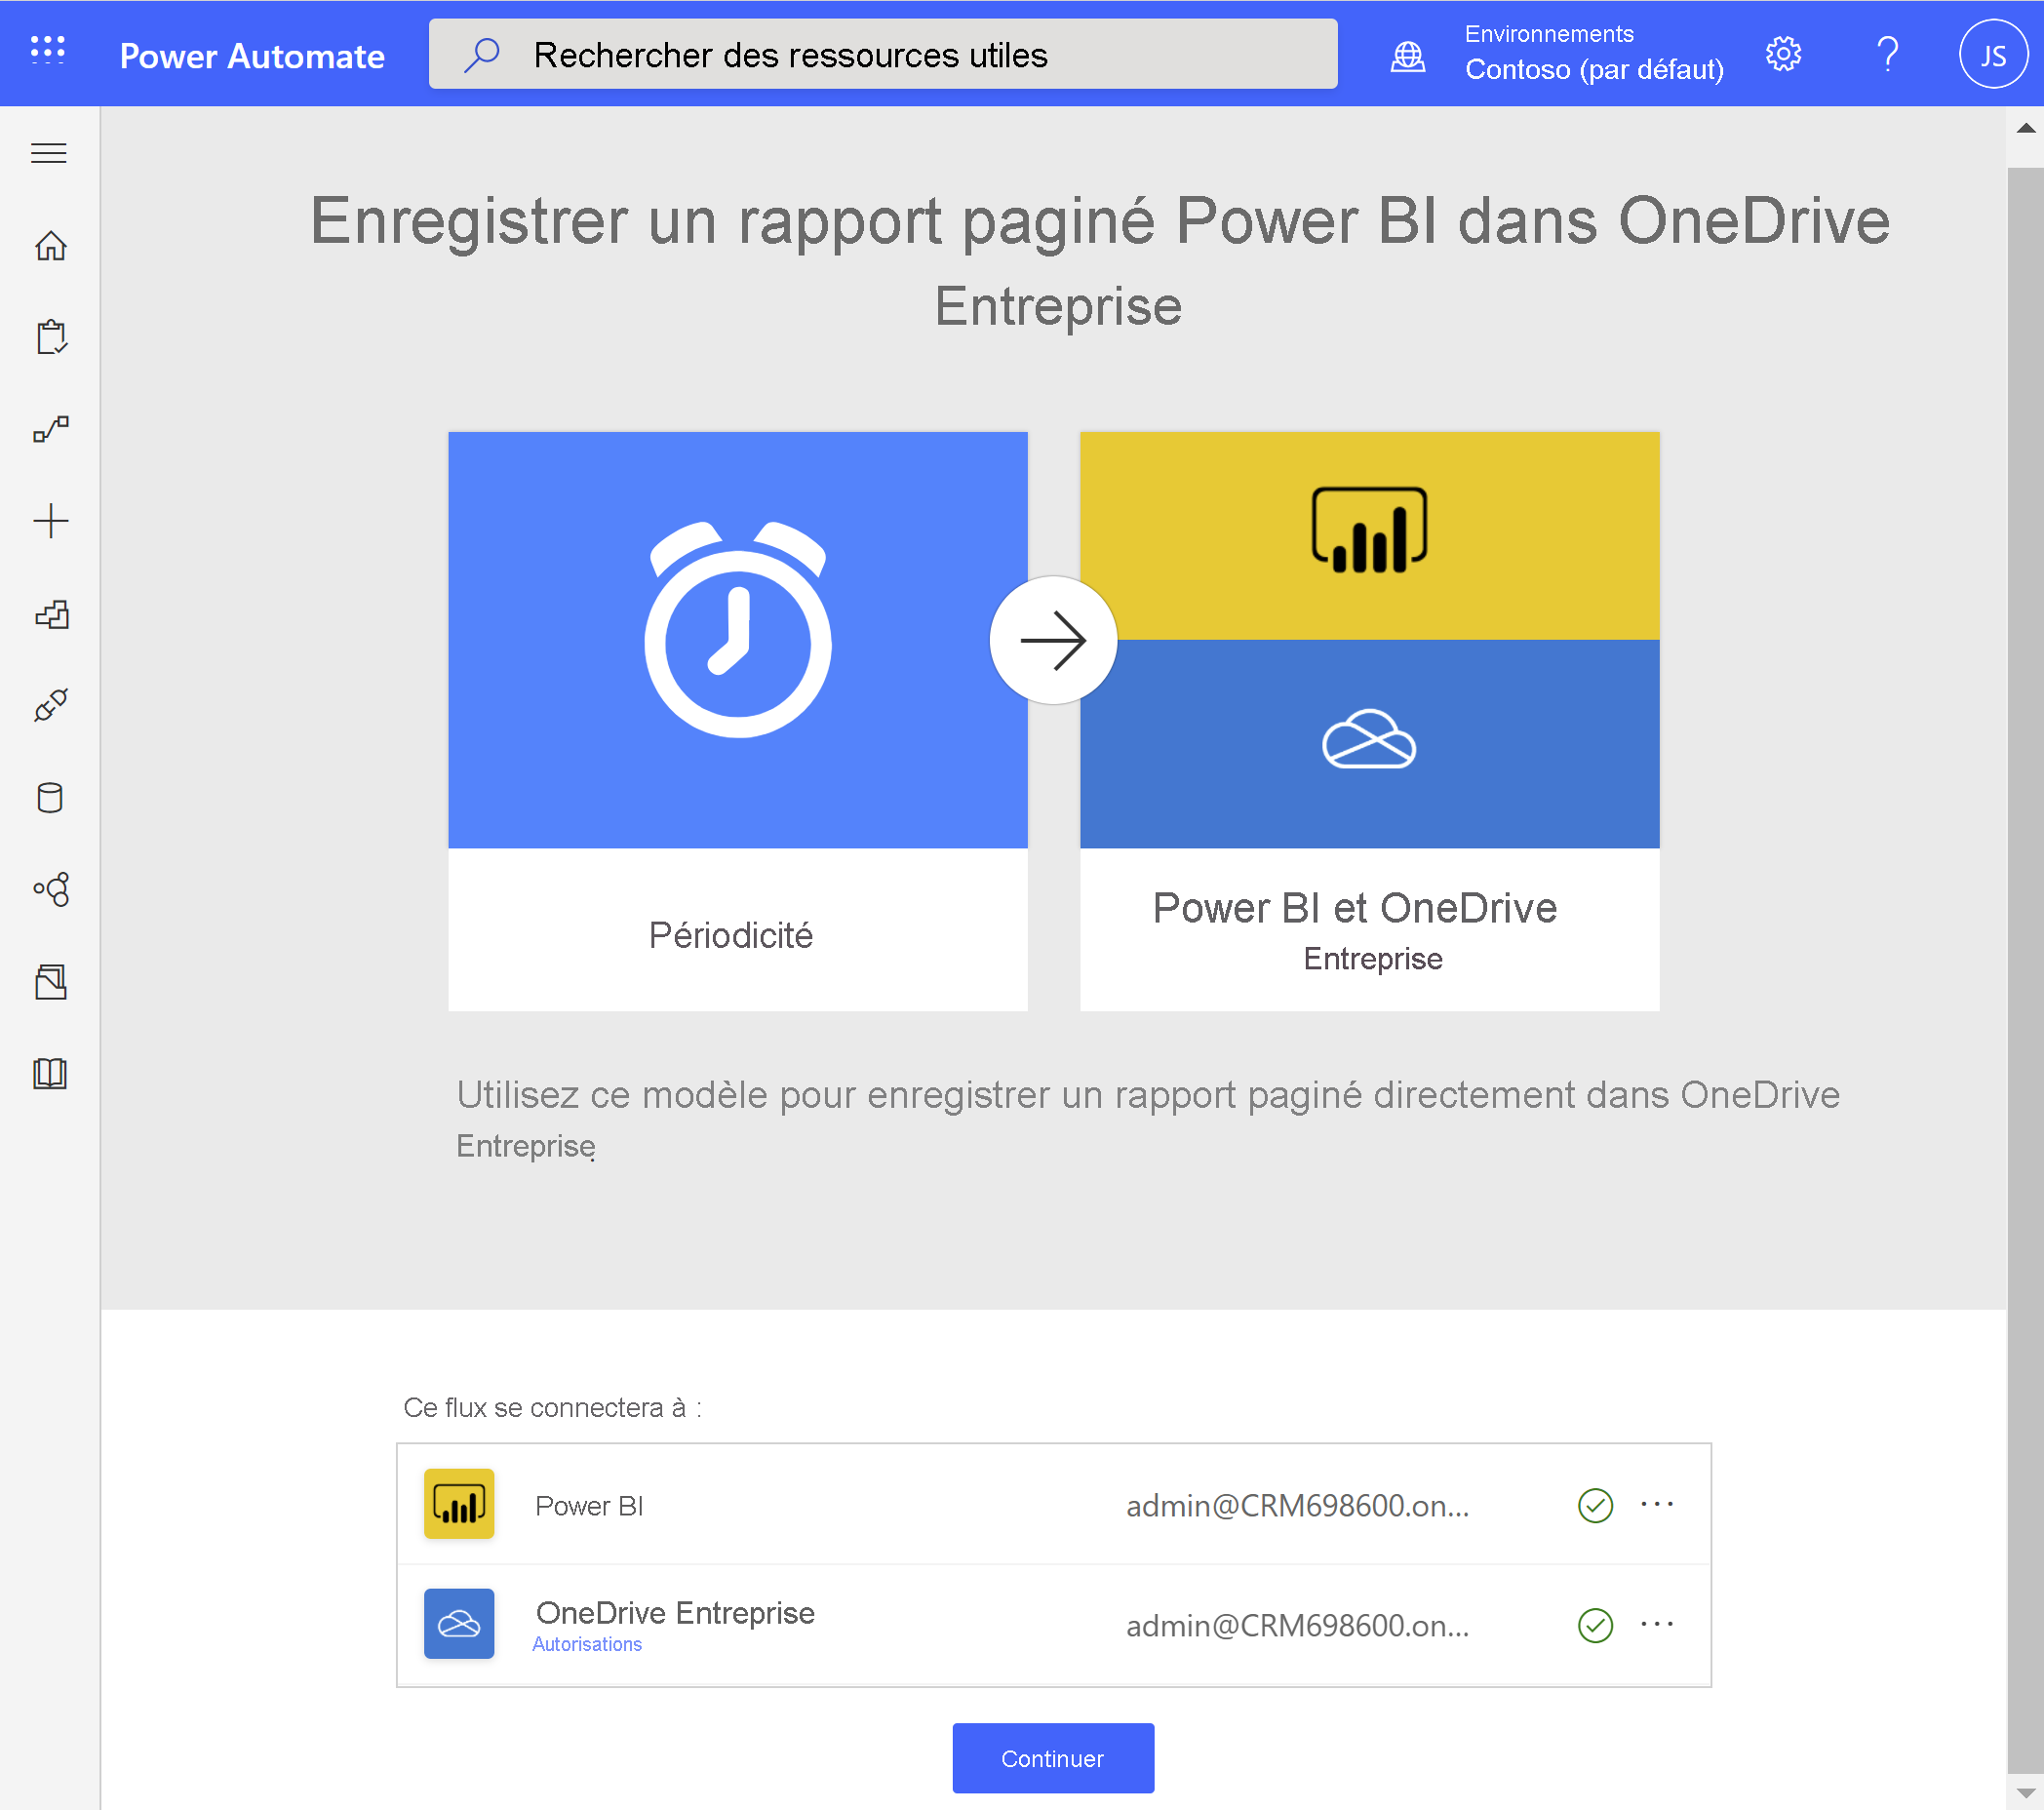 Power Automate
Rechercher des ressources utiles
Environnements
Contoso (par défaut)
?
JS
Enregistrer un rapport paginé Power BI dans OneDrive
Entreprise
Périodicité
Power BI et OneDrive
Entreprise
Utilisez ce modèle pour enregistrer un rapport paginé directement dans OneDrive
Entreprise.
Ce flux se connectera à :
Power BI
admin@CRM698600.on...
OneDrive Entreprise
Autorisations
admin@CRM698600.on...
Continuer